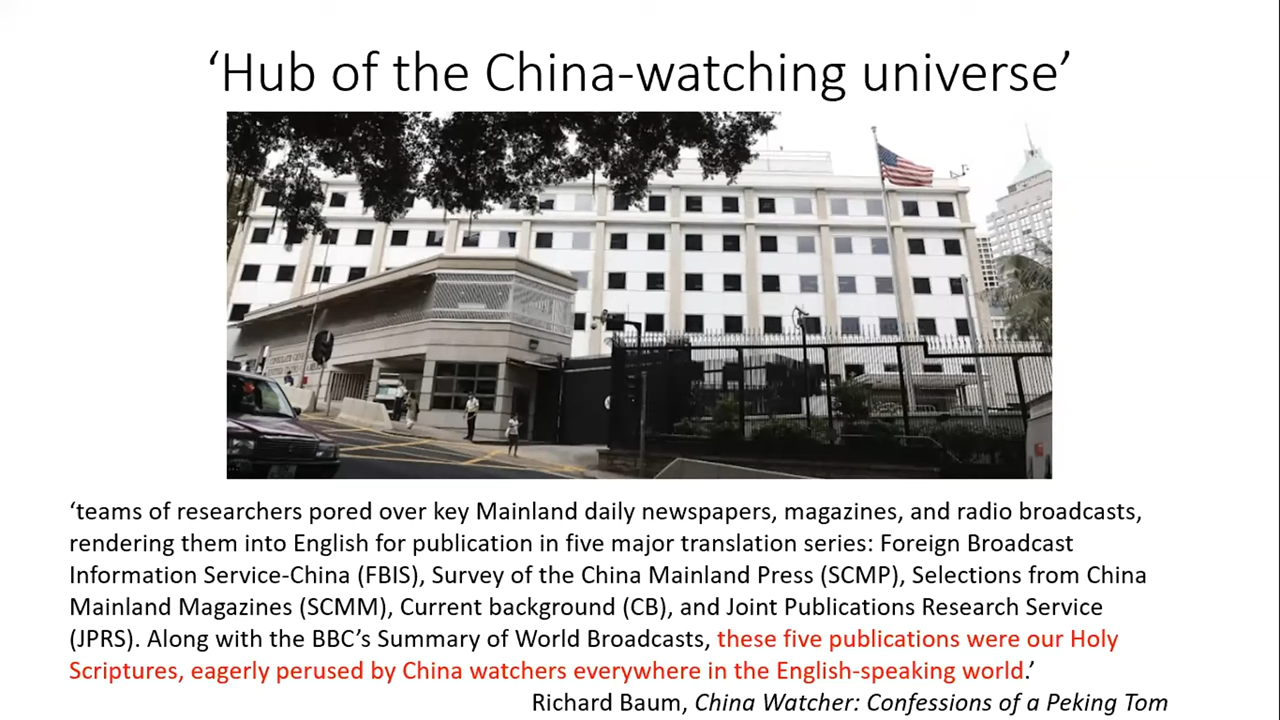 ‘Hub of the China-watching universe’
‘teams of researchers pored over key Mainland daily newspapers, magazines, and radio broadcasts,
rendering them into English for publication in five major translation series: Foreign Broadcast
Information Service-China (FBIS), Survey of the China Mainland Press (SCMP), Selections from China
Mainland Magazines (SCMM), Current background (CB), and Joint Publications Research Service
(JPRS). Along with the BBC’s Summary of World Broadcasts, these five publications were our Holy
Scriptures, eagerly perused by China watchers everywhere in the English-speaking world.’
Richard Baum, China Watcher: Confessions of a Peking Tom